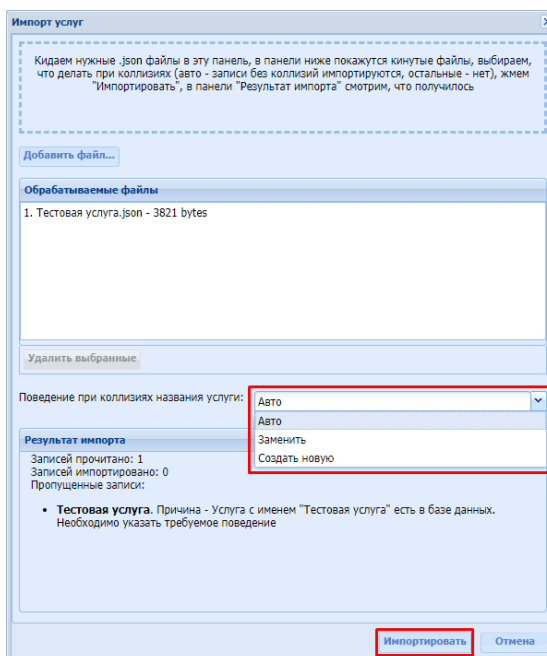 Импорт услуг
Кидаем нужные .json файлы в эту панель, в панели ниже покажутся кинутые файлы, выбираем,
что делать при коллизиях (авто - записи без коллизий импортируются, остальные - нет), жмем
"Импортировать", в панели "Результат импорта" смотрим, что получилось
Добавить файл...
Обрабатываемые файлы
1. Тестовая услуга.json - 3821 bytes
Удалить выбранные
Поведение при коллизиях названия услуги: Авто
Авто
Заменить
Создать новую
Результат импорта
Записей прочитано: 1
Записей импортировано: 0
Пропущенные записи:
• Тестовая услуга. Причина - Услуга с именем "Тестовая услуга" есть в базе данных.
Необходимо указать требуемое поведение
Импортировать Отмена